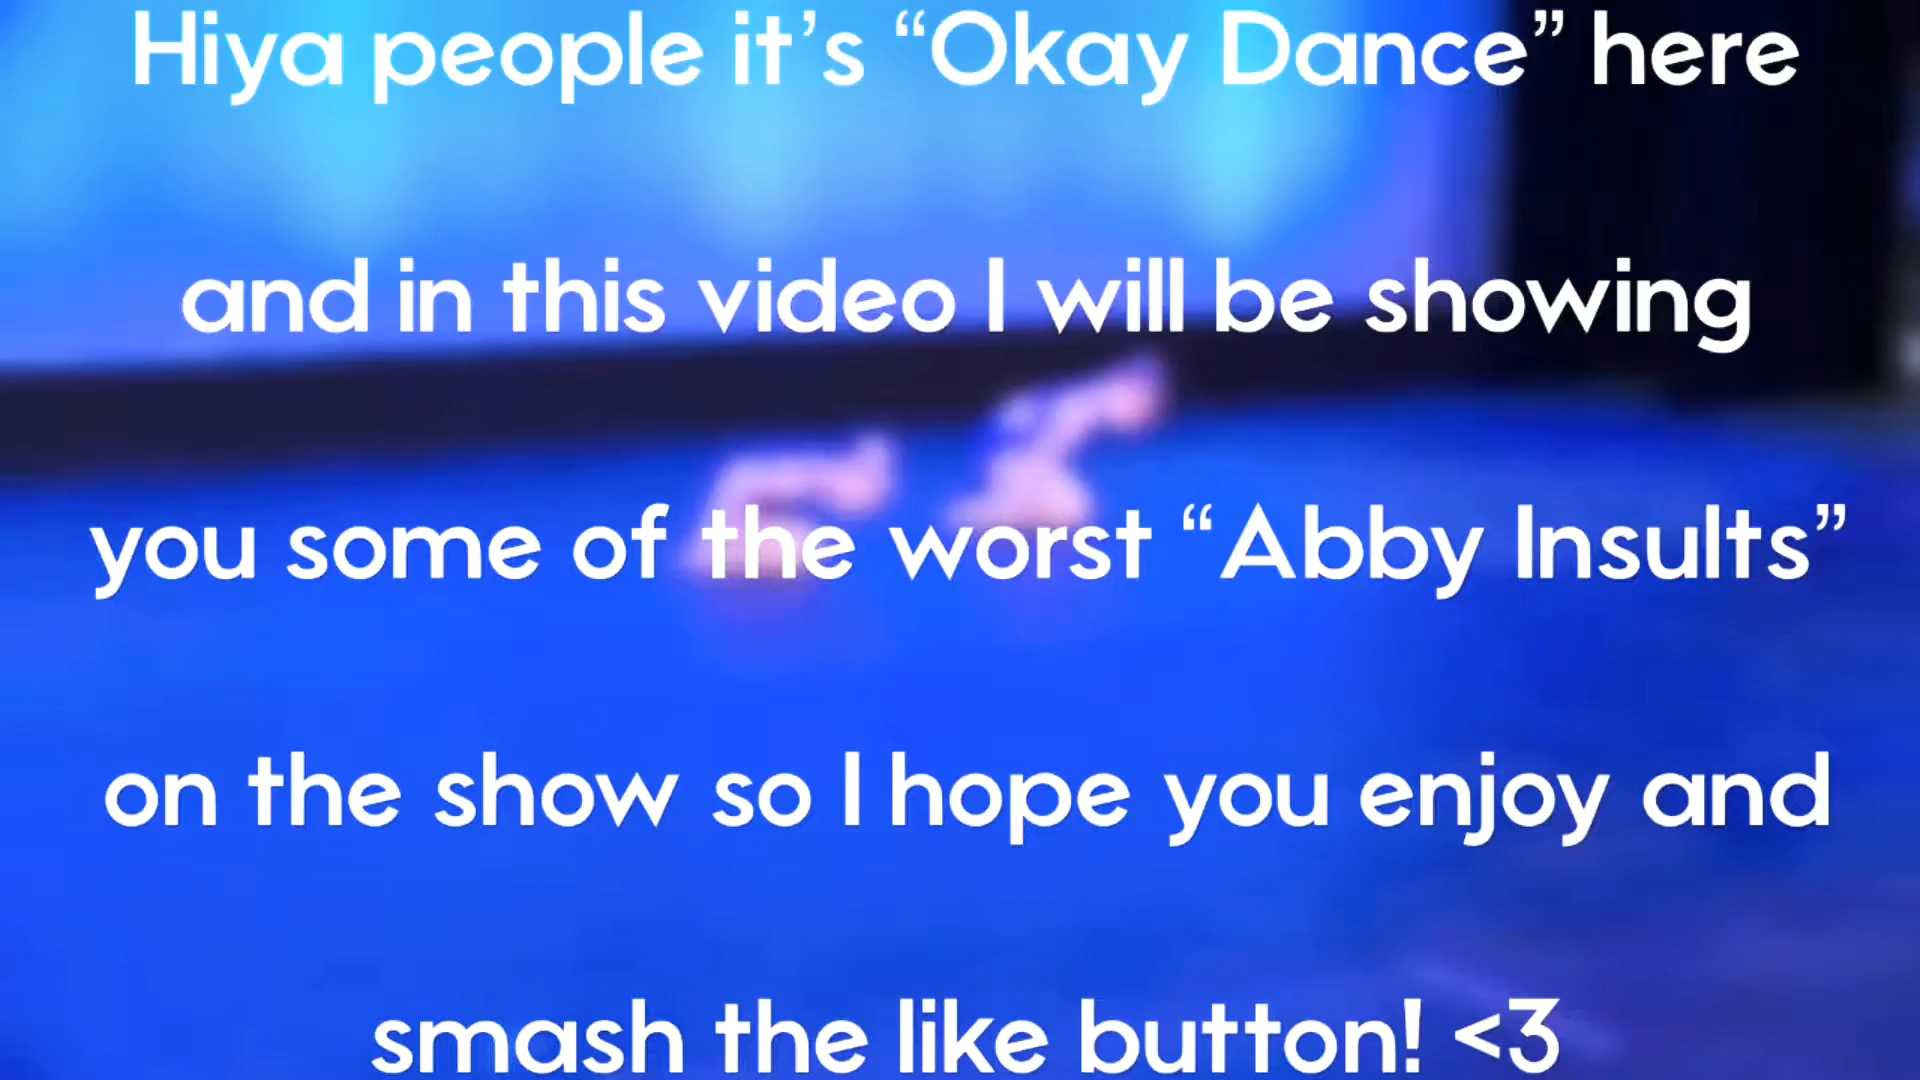 Hiya people it’s “Okay Dance” here
and in this video I will be showing
you some of the worst “Abby Insults”
on the show so I hope you enjoy and
smash the like button! <3